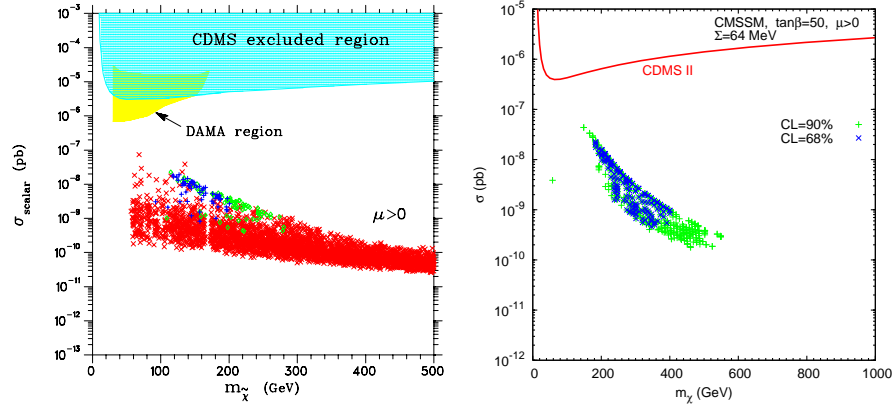 10⁻³
10⁻⁴
10⁻⁵
10⁻⁶
10⁻⁷
10⁻⁸
10⁻⁹
10⁻¹⁰
10⁻¹¹
10⁻¹²
10⁻¹³
σ_scalar (pb)
CDMS excluded region
DAMA region
μ>0
0 100 200 300 400 500
m_χ̃ (GeV)
10⁻⁵
10⁻⁶
10⁻⁷
10⁻⁸
10⁻⁹
10⁻¹⁰
10⁻¹¹
10⁻¹²
σ (pb)
CMSSM, tanβ=50, μ>0
Σ=64 MeV
CDMS II
CL=90%
CL=68%
0 200 400 600 800 1000
m_χ (GeV)